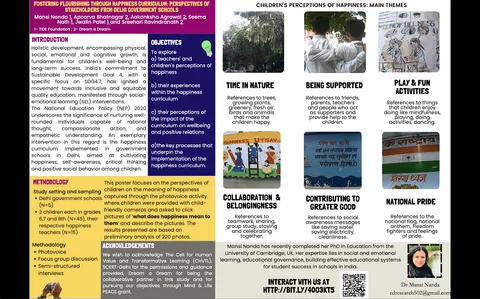 FOSTERING FLOURISHING THROUGH HAPPINESS CURRICULUM: PERSPECTIVES OF
STAKEHOLDERS FROM DELHI GOVERNMENT SCHOOLS
Mansi Nanda 1, Apoorva Bhatnagar 2, Aakanksha Agrawal 2, Seema
Nath 1, Jwalin Patel 1 and Sreehari Ravindranath 2
1- TIDE Foundation ; 2- Dream a Dream
INTRODUCTION
Holistic development, encompassing physical,
social, emotional and creative dimensions, is
fundamental for children's well-being and
long-term success. India's commitment to
Sustainable Development Goal 4, with a
specific focus on SDG4.7, has ignited a
movement towards inclusive and equitable
quality education, manifested through social
emotional learning (SEL) interventions.
The National Education Policy (NEP) 2020
underscores the significance of nurturing well-
rounded individuals capable of rational
thought, compassionate action, and
empathetic understanding. An exemplary
intervention in this regard is the happiness
curriculum implemented in government
schools in Delhi, aimed at cultivating
happiness, self-awareness, critical thinking
and positive social behavior among children.
OBJECTIVES
To explore
a) teachers' and
children's perceptions of
happiness
b) their experiences
within the happiness
curriculum
c) their perceptions of
the impact of the
curriculum on wellbeing
and positive relations
d) the key processes that
underpin the
implementation of the
happiness curriculum.
METHODOLOGY
Study setting and sampling
Delhi government schools
(N=5)
3 children each in grades
6,7 and 8th (N=45), their
respective happiness
teachers (N=15)
Methodology
Photovoice
Focus group discussion
Semi-structured
interviews
This poster focuses on the perspective of
children on the meaning of happiness
captured through the photovoice activity
where children were provided with child-
friendly cameras and asked to click
pictures of 'what does happiness mean to
them' and describe the pictures. The
results presented are based on
preliminary analysis of 220 photos.
ACKNOWLEDGEMENTS
We wish to acknowledge The Cell for Human
Value and Transformative Learning (CHVTL),
SCERT-Delhi for the permissions and guidance
provided. Dream a Dream for being the
collaborative partner in this study and for
pursuing our objectives through Mind & Life
PEACE grant.
CHILDREN'S PERCEPTIONS OF HAPPINESS: MAIN THEMES
TIME IN NATURE
References to trees,
growing plants,
greenery, fresh air,
birds and animals
that make the
children happy.
BEING SUPPORTED
References to friends,
parents, teachers
and people who act
as supporters and
provide help to the
children.
PLAY & FUN
ACTIVITIES
References to things
that children enjoy
doing like mindfulness,
playing, doing
activities, dancing.
HAPPINESS UTSAV
COLLABORATION &
BELONGINGNESS
References to
teamwork, sharing,
group study, staying
and celebrating
together.
CONTRIBUTING TO
GREATER GOOD
References to social
awareness messages
like saving water,
saving electricity,
cleanliness.
NATIONAL PRIDE
References to the
national flag, national
anthem, freedom
fighters and feelings
of pride.
Mansi Nanda has recently completed her PhD in Education from the
University of Cambridge, UK. Her expertise lies in social and emotional
learning, educational governance, building effective educational systems
for student success in schools in India.
INTERACT WITH US AT
HTTP://BIT.LY/4OO3KT5
Dr Mansi Nanda
edresearch502@gmail.com